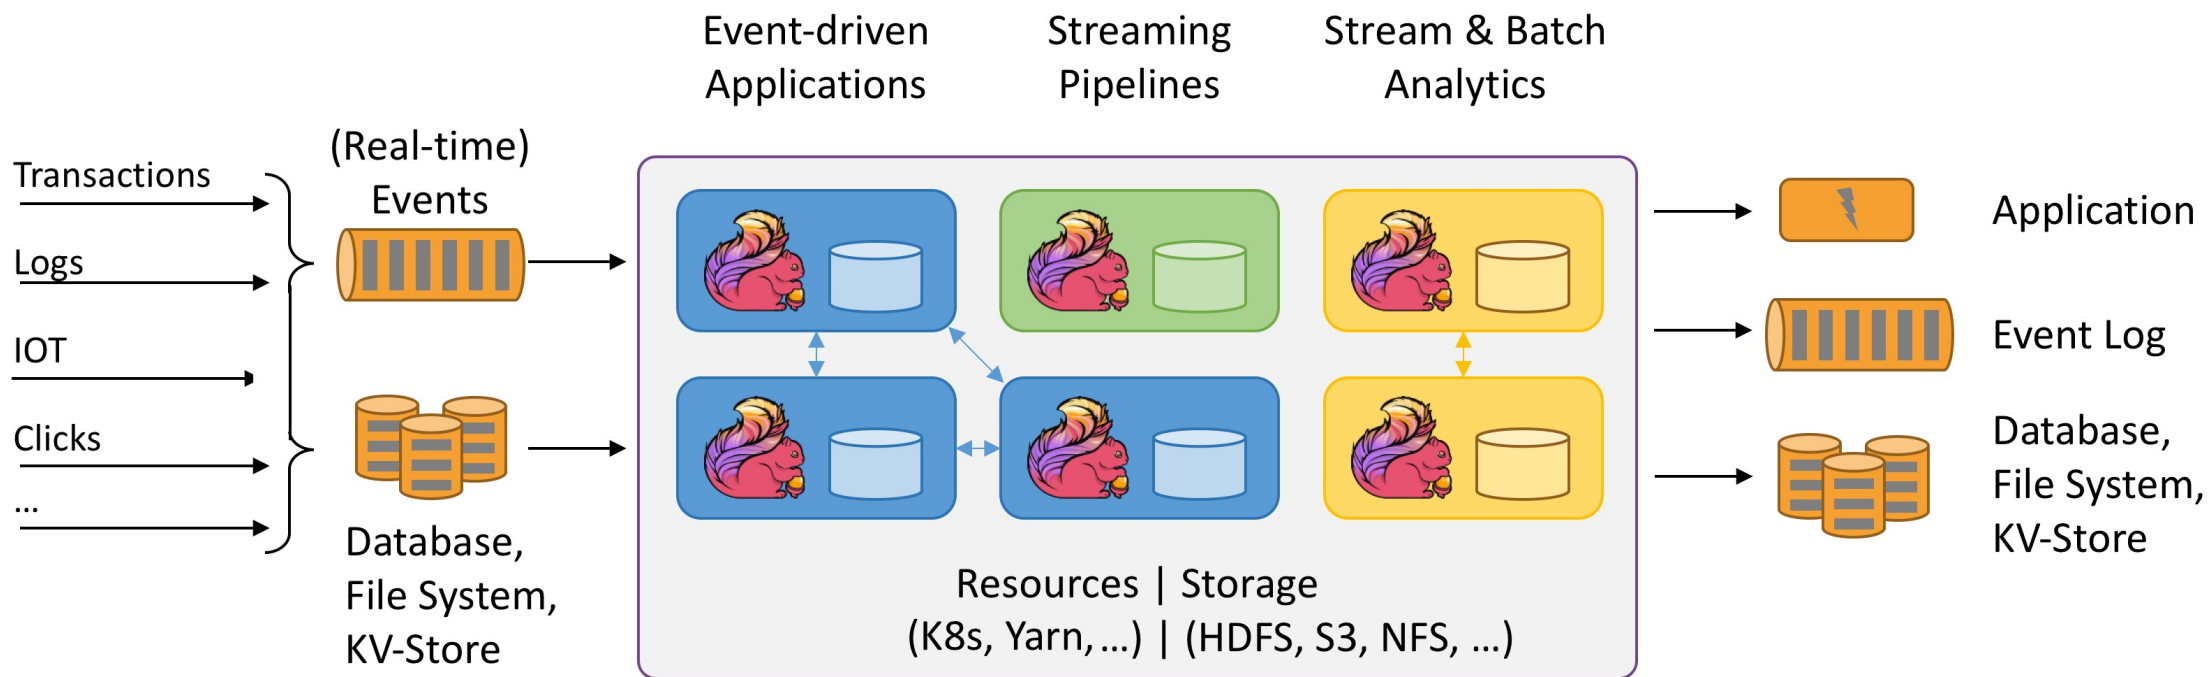 Event-driven
Applications
Streaming
Pipelines
Stream & Batch
Analytics
Transactions
Logs
IOT
Clicks
...
(Real-time)
Events
Database,
File System,
KV-Store
Resources | Storage
(K8s, Yarn, ...) | (HDFS, S3, NFS, ...)
Application
Event Log
Database,
File System,
KV-Store